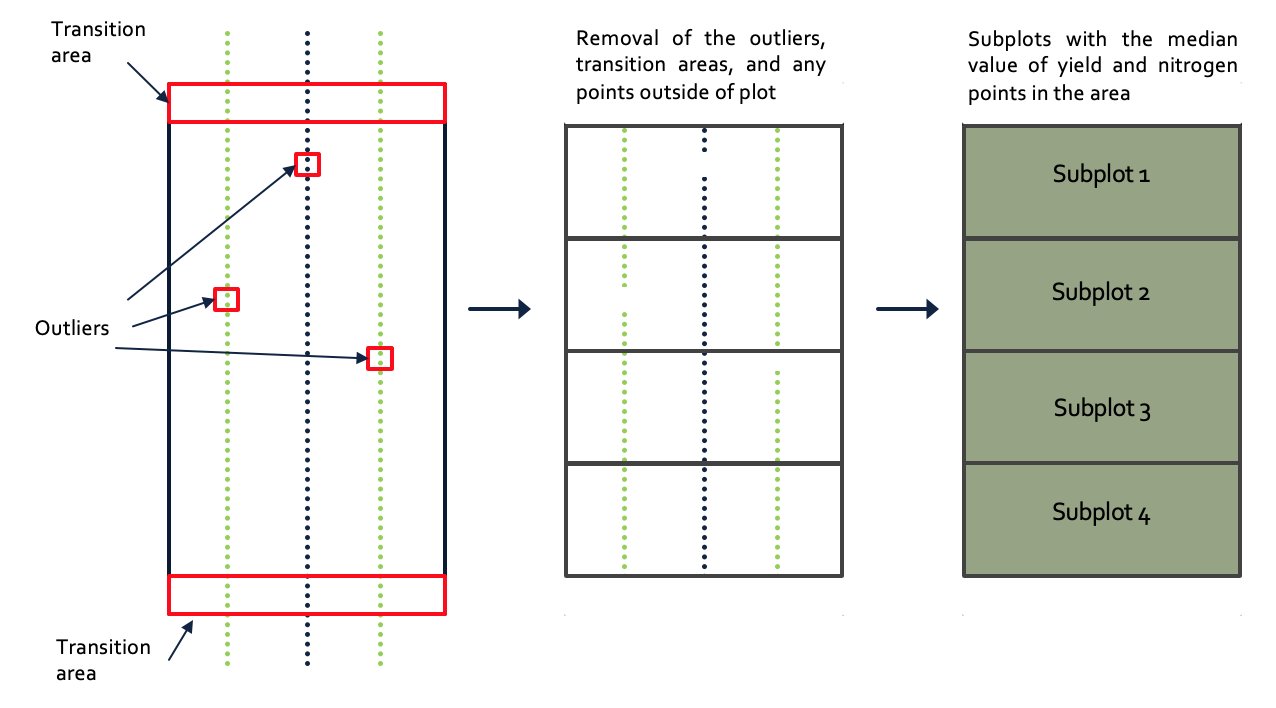 Transition
area
Outliers
Transition
area
Removal of the outliers,
transition areas, and any
points outside of plot
Subplots with the median
value of yield and nitrogen
points in the area
Subplot 1
Subplot 2
Subplot 3
Subplot 4